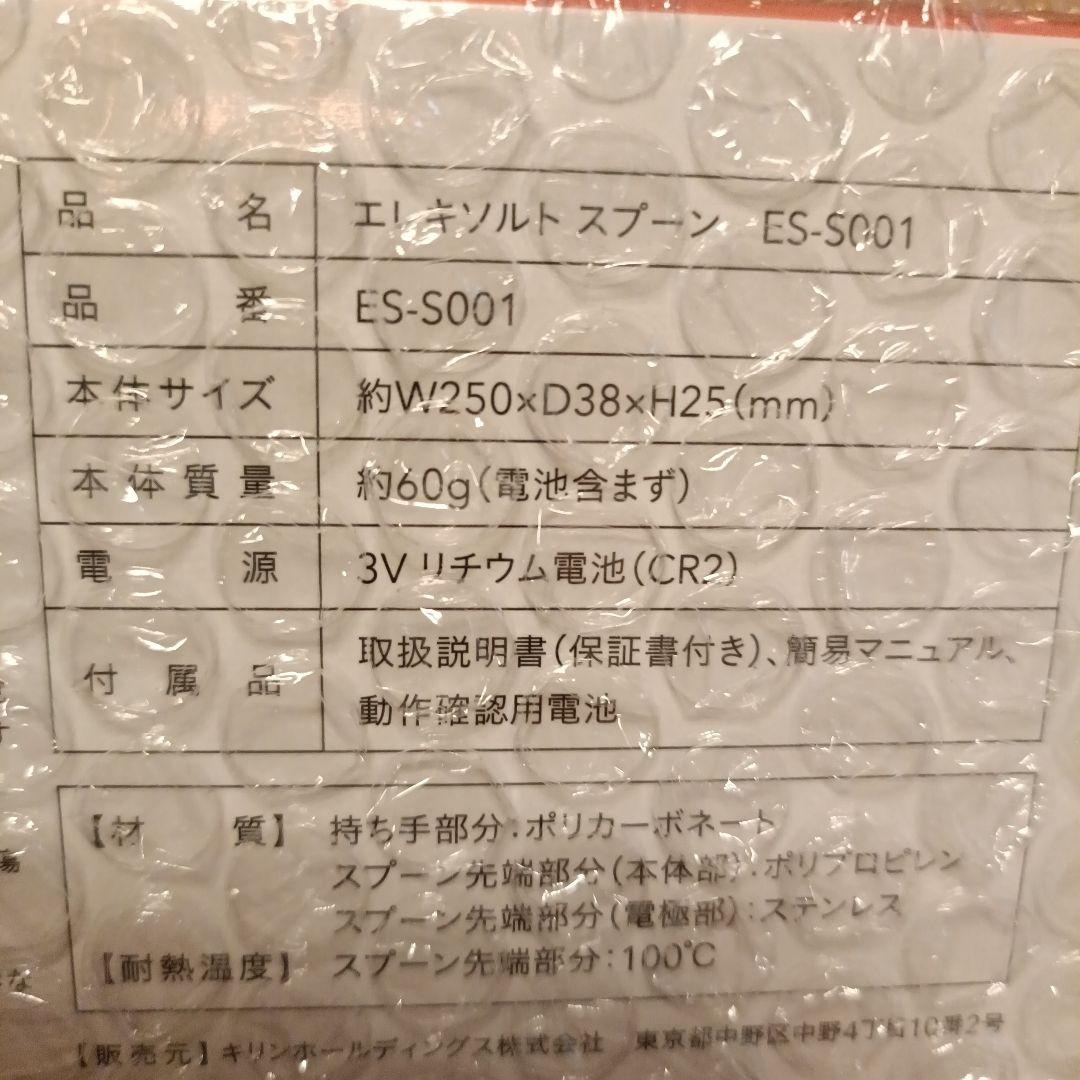 品名 エレキソルト スプーン ES-S001
品番 ES-S001
本体サイズ 約W250×D38×H25(mm)
本体質量 約60g(電池含まず)
電源 3V リチウム電池(CR2)
付属品 取扱説明書(保証書付き)、簡易マニュアル、
動作確認用電池
【材質】 持ち手部分:ポリカーボネート
スプーン先端部分(本体部):ポリプロピレン
スプーン先端部分(電極部):ステンレス
【耐熱温度】 スプーン先端部分:100℃
【販売元】キリンホールディングス株式会社 東京都中野区中野4丁目10番2号